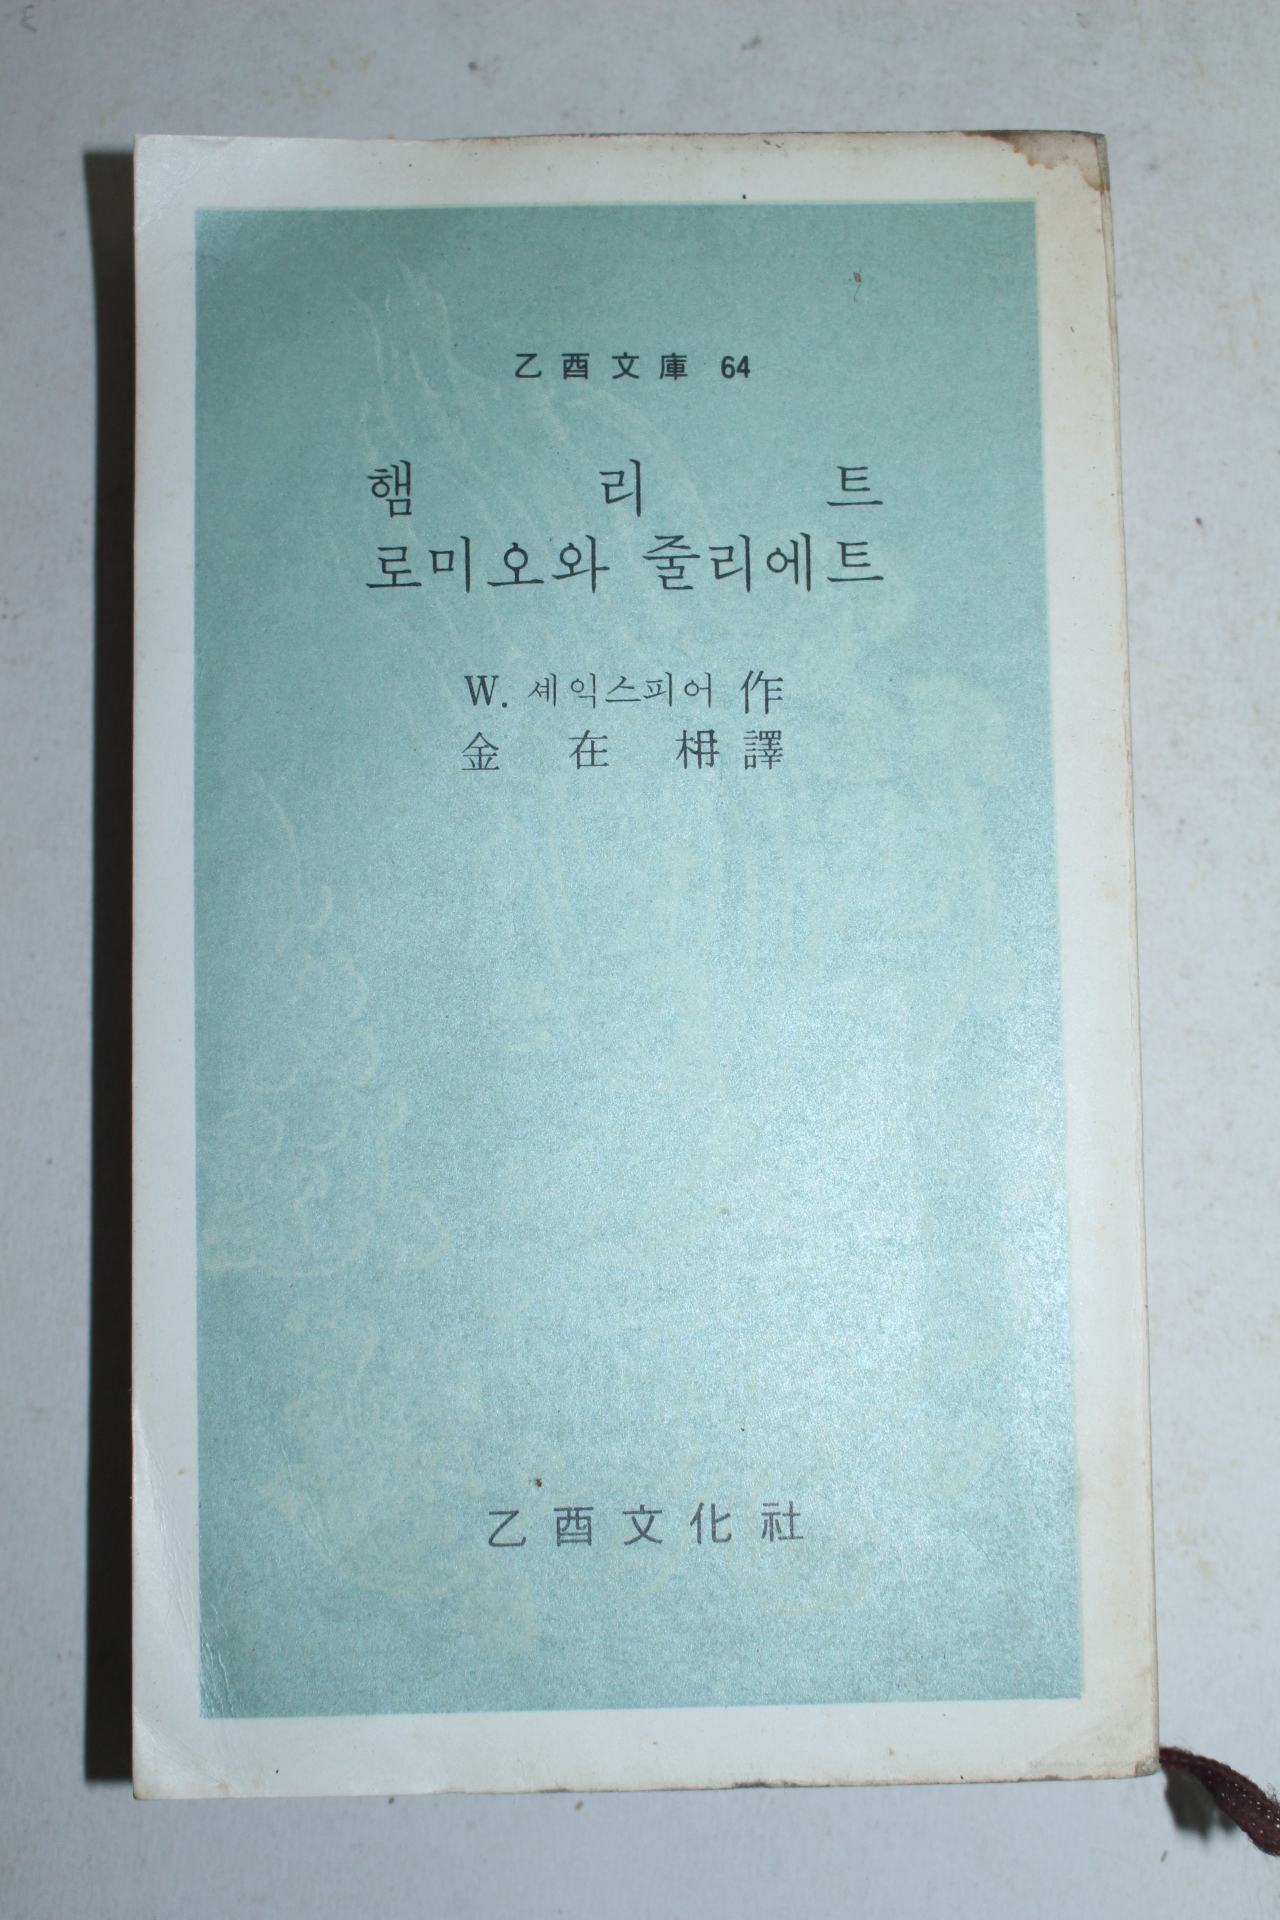 乙酉文庫 64
햄리트
로미오와 줄리에트
W. 셰익스피어 作
金在枏 譯
乙酉文化社